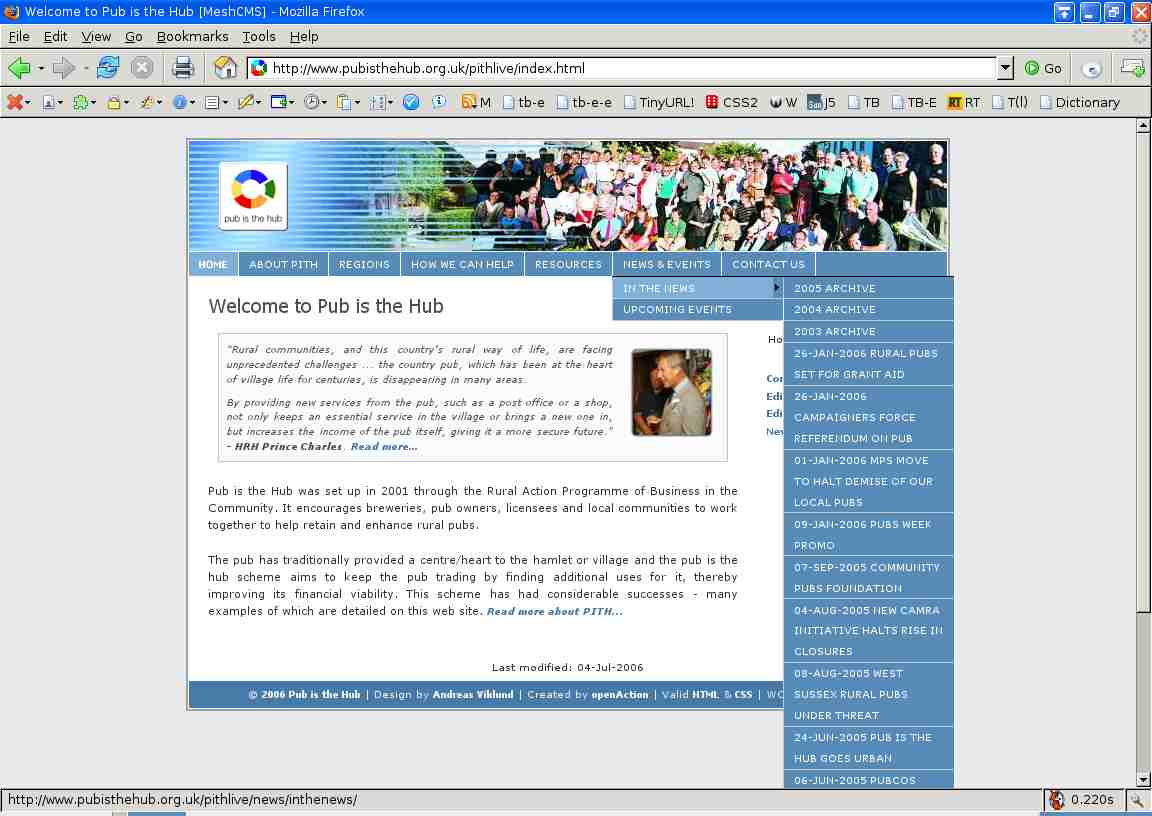 Welcome to Pub is the Hub [MeshCMS] - Mozilla Firefox
File Edit View Go Bookmarks Tools Help
http://www.pubisthehub.org.uk/pithlive/index.html Go
M tb-e tb-e-e TinyURL! CSS2 W Sun J5 TB TB-E RT RT T(l) Dictionary
pub is the hub
HOME ABOUT PITH REGIONS HOW WE CAN HELP RESOURCES NEWS & EVENTS CONTACT US
IN THE NEWS
UPCOMING EVENTS
2005 ARCHIVE
2004 ARCHIVE
2003 ARCHIVE
26-JAN-2006 RURAL PUBS
SET FOR GRANT AID
26-JAN-2006
CAMPAIGNERS FORCE
REFERENDUM ON PUB
01-JAN-2006 MPS MOVE
TO HALT DEMISE OF OUR
LOCAL PUBS
09-JAN-2006 PUBS WEEK
PROMO
07-SEP-2005 COMMUNITY
PUBS FOUNDATION
04-AUG-2005 NEW CAMRA
INITIATIVE HALTS RISE IN
CLOSURES
08-AUG-2005 WEST
SUSSEX RURAL PUBS
UNDER THREAT
24-JUN-2005 PUB IS THE
HUB GOES URBAN
06-JUN-2005 PUBCOS
Welcome to Pub is the Hub
"Rural communities, and this country's rural way of life, are facing
unprecedented challenges ... the country pub, which has been at the heart
of village life for centuries, is disappearing in many areas.
By providing new services from the pub, such as a post office or a shop,
not only keeps an essential service in the village or brings a new one in,
but increases the income of the pub itself, giving it a more secure future."
- HRH Prince Charles. Read more...
Ho
Con
Edi
Edi
New
Pub is the Hub was set up in 2001 through the Rural Action Programme of Business in the
Community. It encourages breweries, pub owners, licensees and local communities to work
together to help retain and enhance rural pubs.
The pub has traditionally provided a centre/heart to the hamlet or village and the pub is the
hub scheme aims to keep the pub trading by finding additional uses for it, thereby
improving its financial viability. This scheme has had considerable successes - many
examples of which are detailed on this web site. Read more about PITH...
Last modified: 04-Jul-2006
© 2006 Pub is the Hub | Design by Andreas Viklund | Created by openAction | Valid HTML & CSS | WC
http://www.pubisthehub.org.uk/pithlive/news/inthenews/ 0.220s